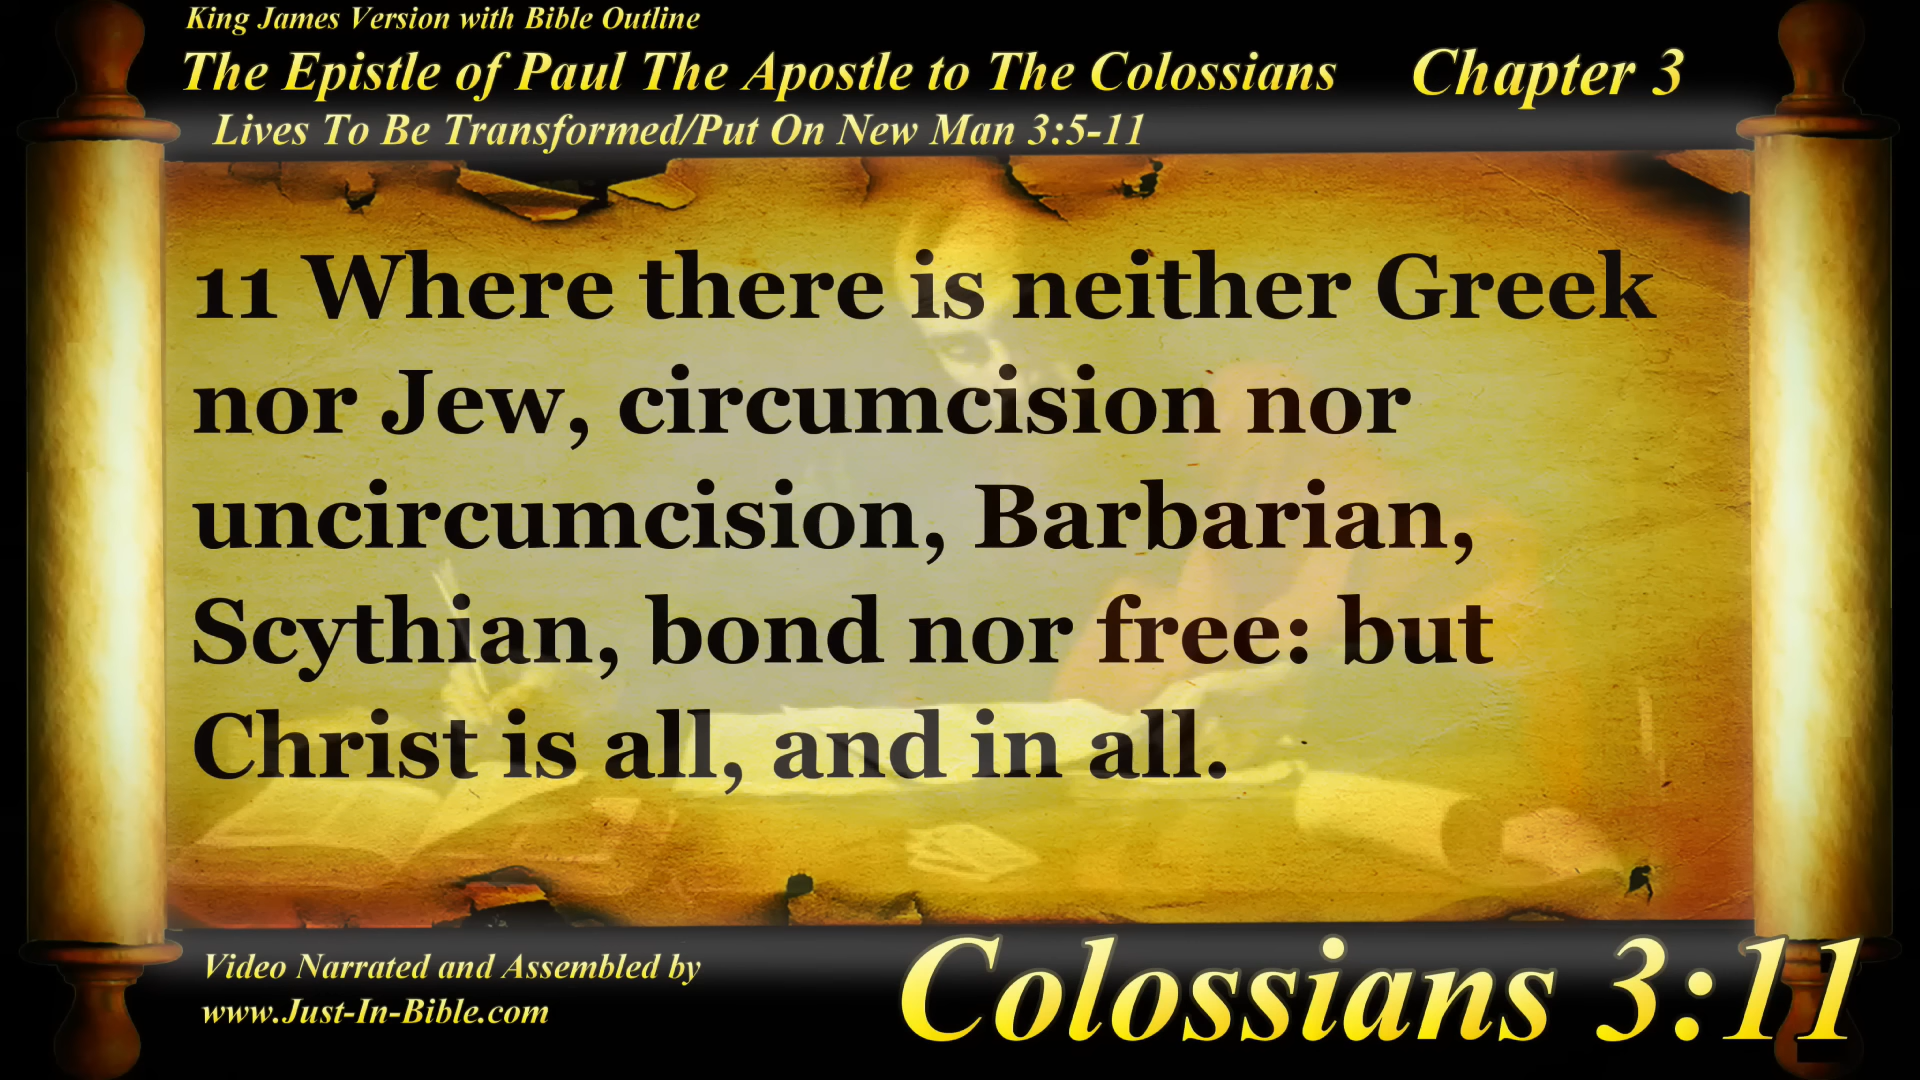 King James Version with Bible Outline
The Epistle of Paul The Apostle to The Colossians Chapter 3
Lives To Be Transformed/Put On New Man 3:5-11
11 Where there is neither Greek
nor Jew, circumcision nor
uncircumcision, Barbarian,
Scythian, bond nor free: but
Christ is all, and in all.
Video Narrated and Assembled by
www.Just-In-Bible.com
Colossians 3:11